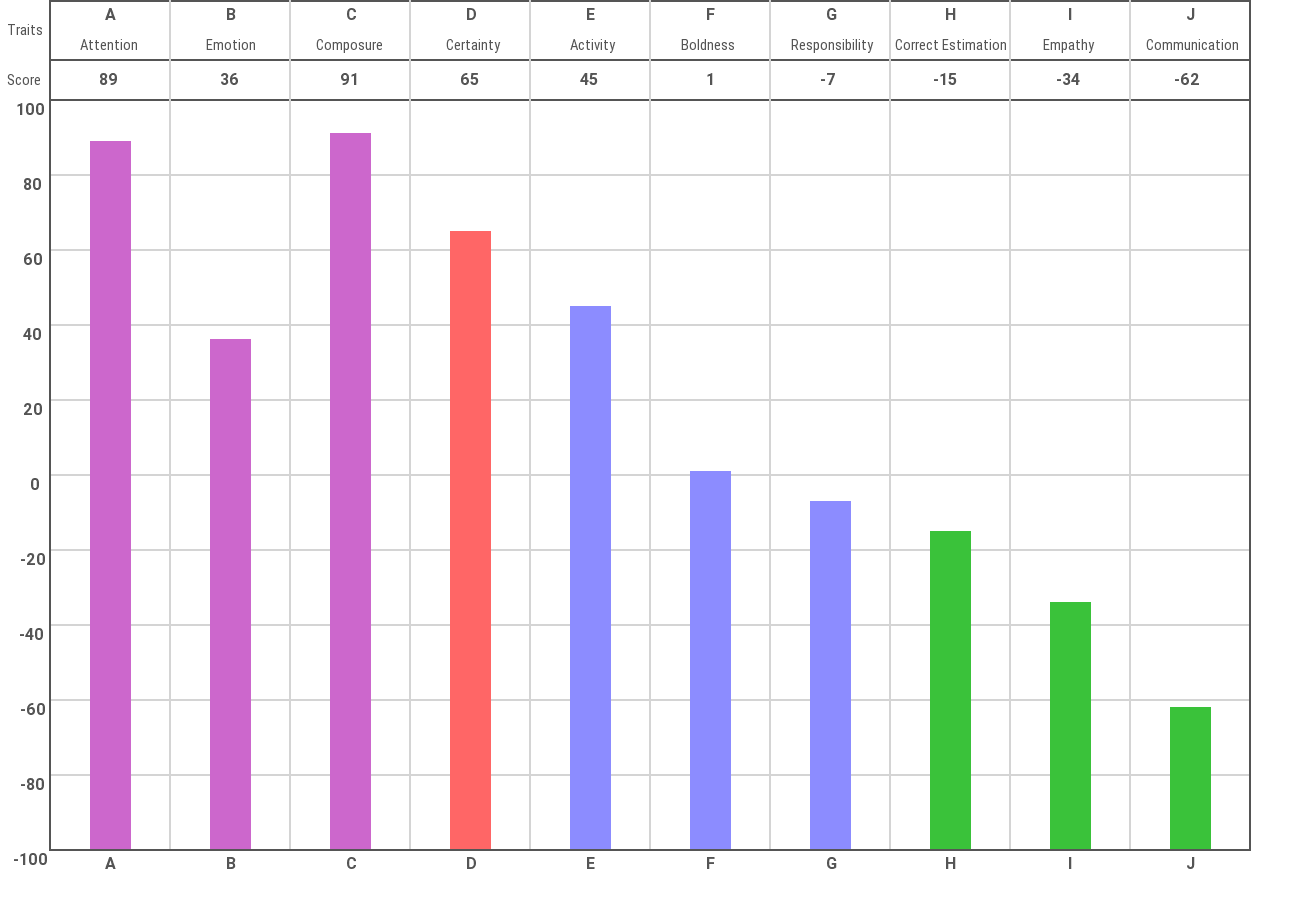 A B C D E F G H I J
Traits
Attention Emotion Composure Certainty Activity Boldness Responsibility Correct Estimation Empathy Communication
Score 89 36 91 65 45 1 -7 -15 -34 -62
100
80
60
40
20
0
-20
-40
-60
-80
-100
A B C D E F G H I J